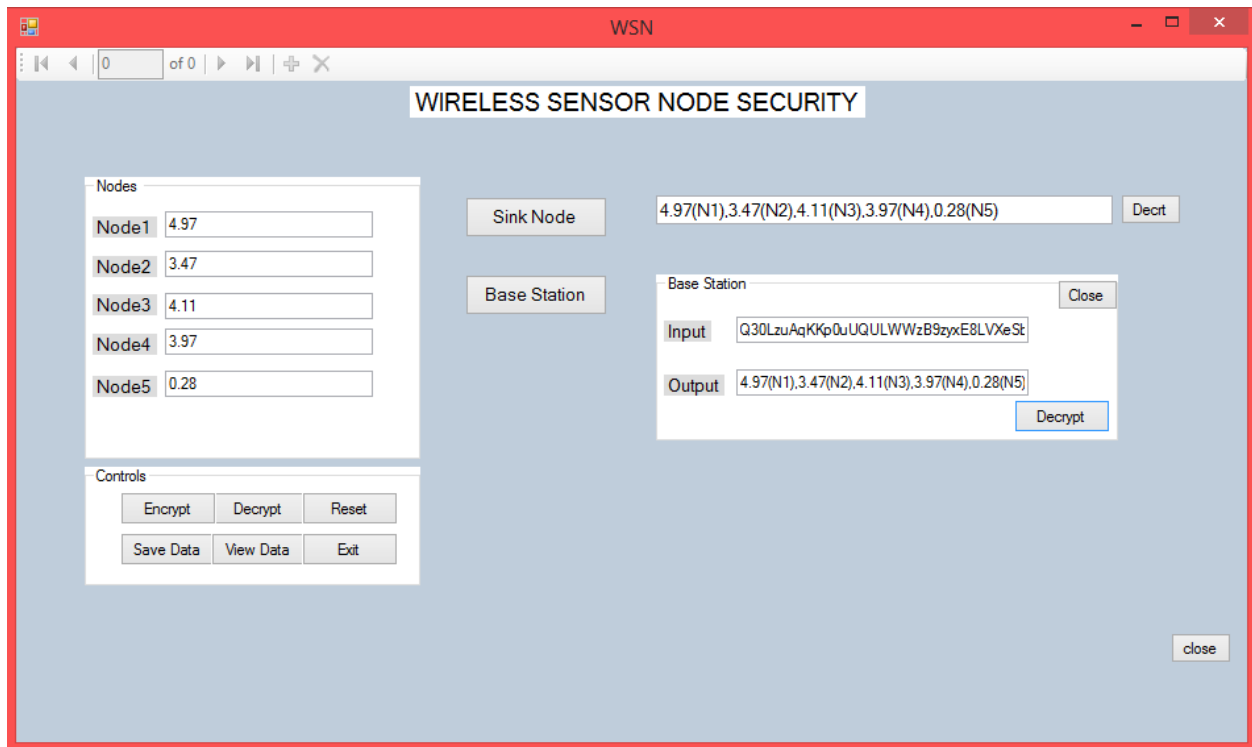 WSN
0 of 0
WIRELESS SENSOR NODE SECURITY
Nodes
Node1 4.97
Node2 3.47
Node3 4.11
Node4 3.97
Node5 0.28
Controls
Encrypt Decrypt Reset
Save Data View Data Exit
Sink Node 4.97(N1),3.47(N2),4.11(N3),3.97(N4),0.28(N5) Decrt
Base Station
Base Station
Close
Input Q30LzuAqKKp0uUQULWWzB9zyxE8LVXeSt
Output 4.97(N1),3.47(N2),4.11(N3),3.97(N4),0.28(N5)
Decrypt
close